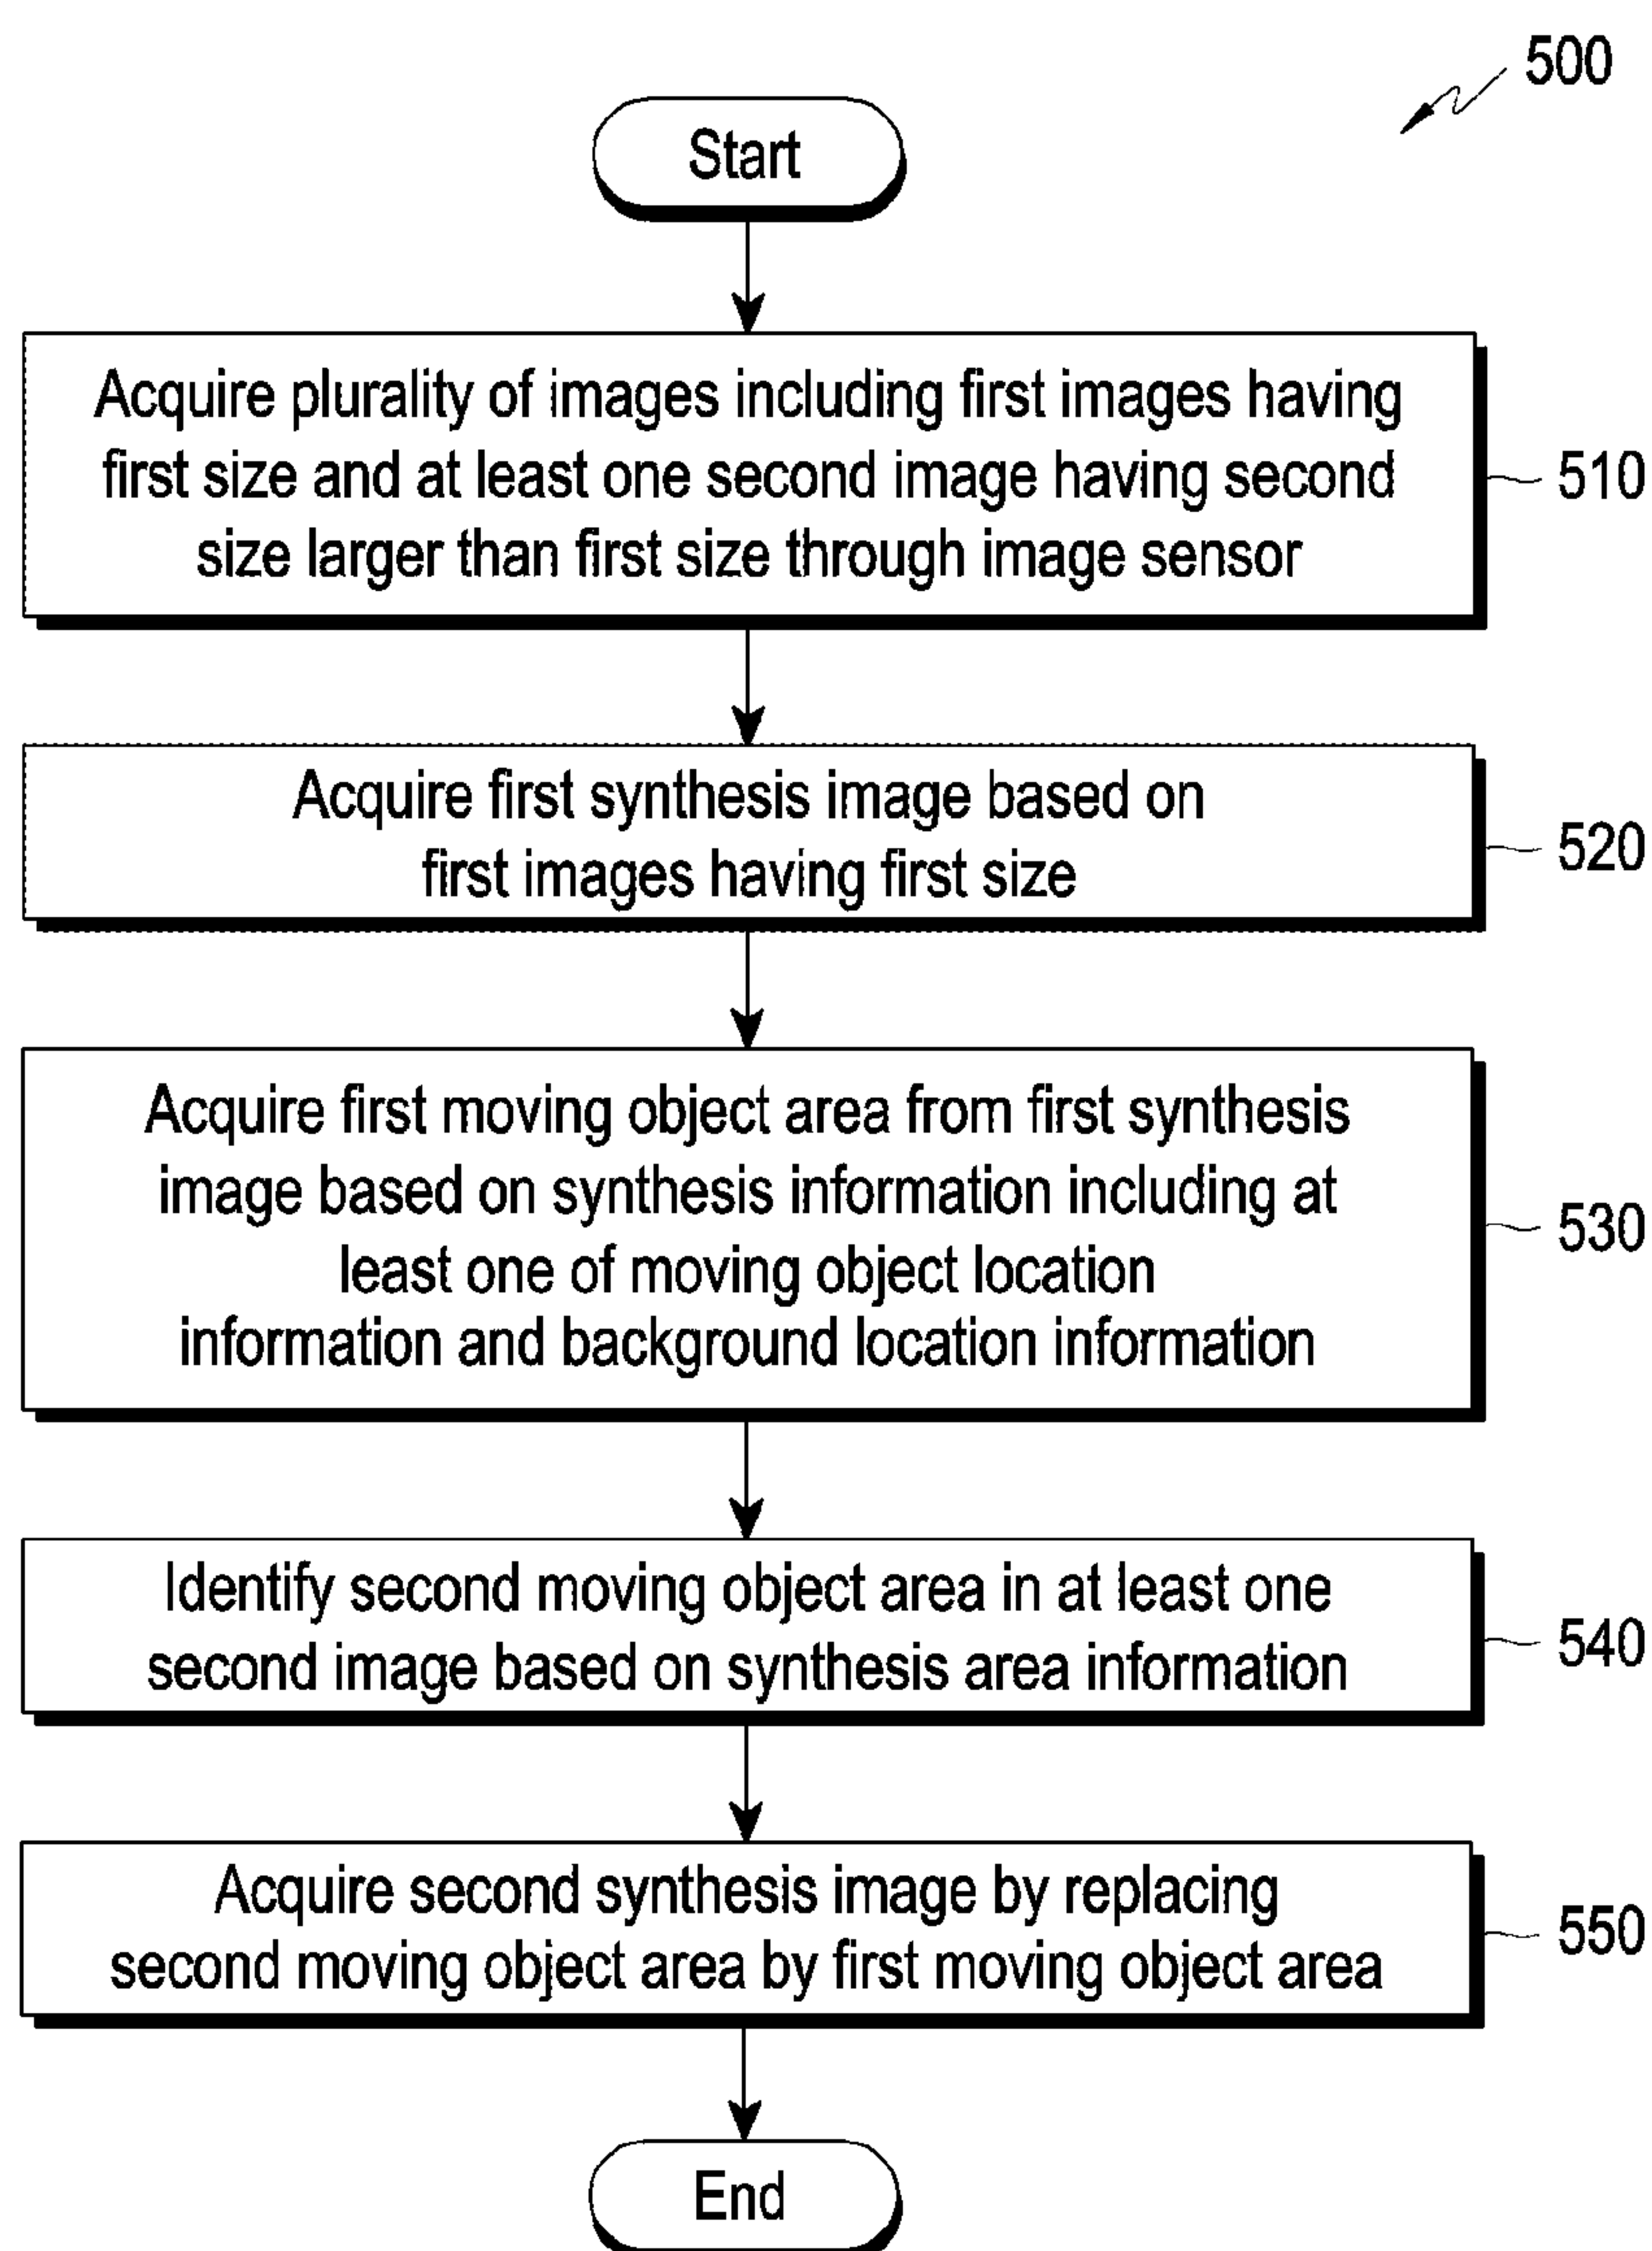 500
Start
Acquire plurality of images including first images having
first size and at least one second image having second
size larger than first size through image sensor
510
Acquire first synthesis image based on
first images having first size
520
Acquire first moving object area from first synthesis
image based on synthesis information including at
least one of moving object location
information and background location information
530
Identify second moving object area in at least one
second image based on synthesis area information
540
Acquire second synthesis image by replacing
second moving object area by first moving object area
550
End